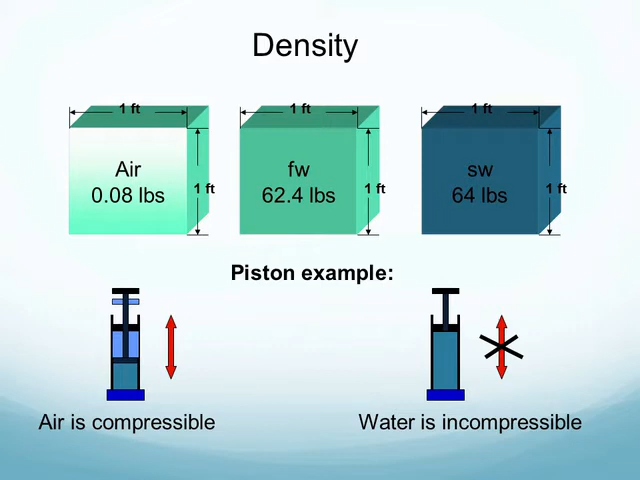 Density
1 ft
1 ft
1 ft
Air
0.08 lbs
1 ft
fw
62.4 lbs
1 ft
sw
64 lbs
1 ft
Piston example:
Air is compressible
Water is incompressible